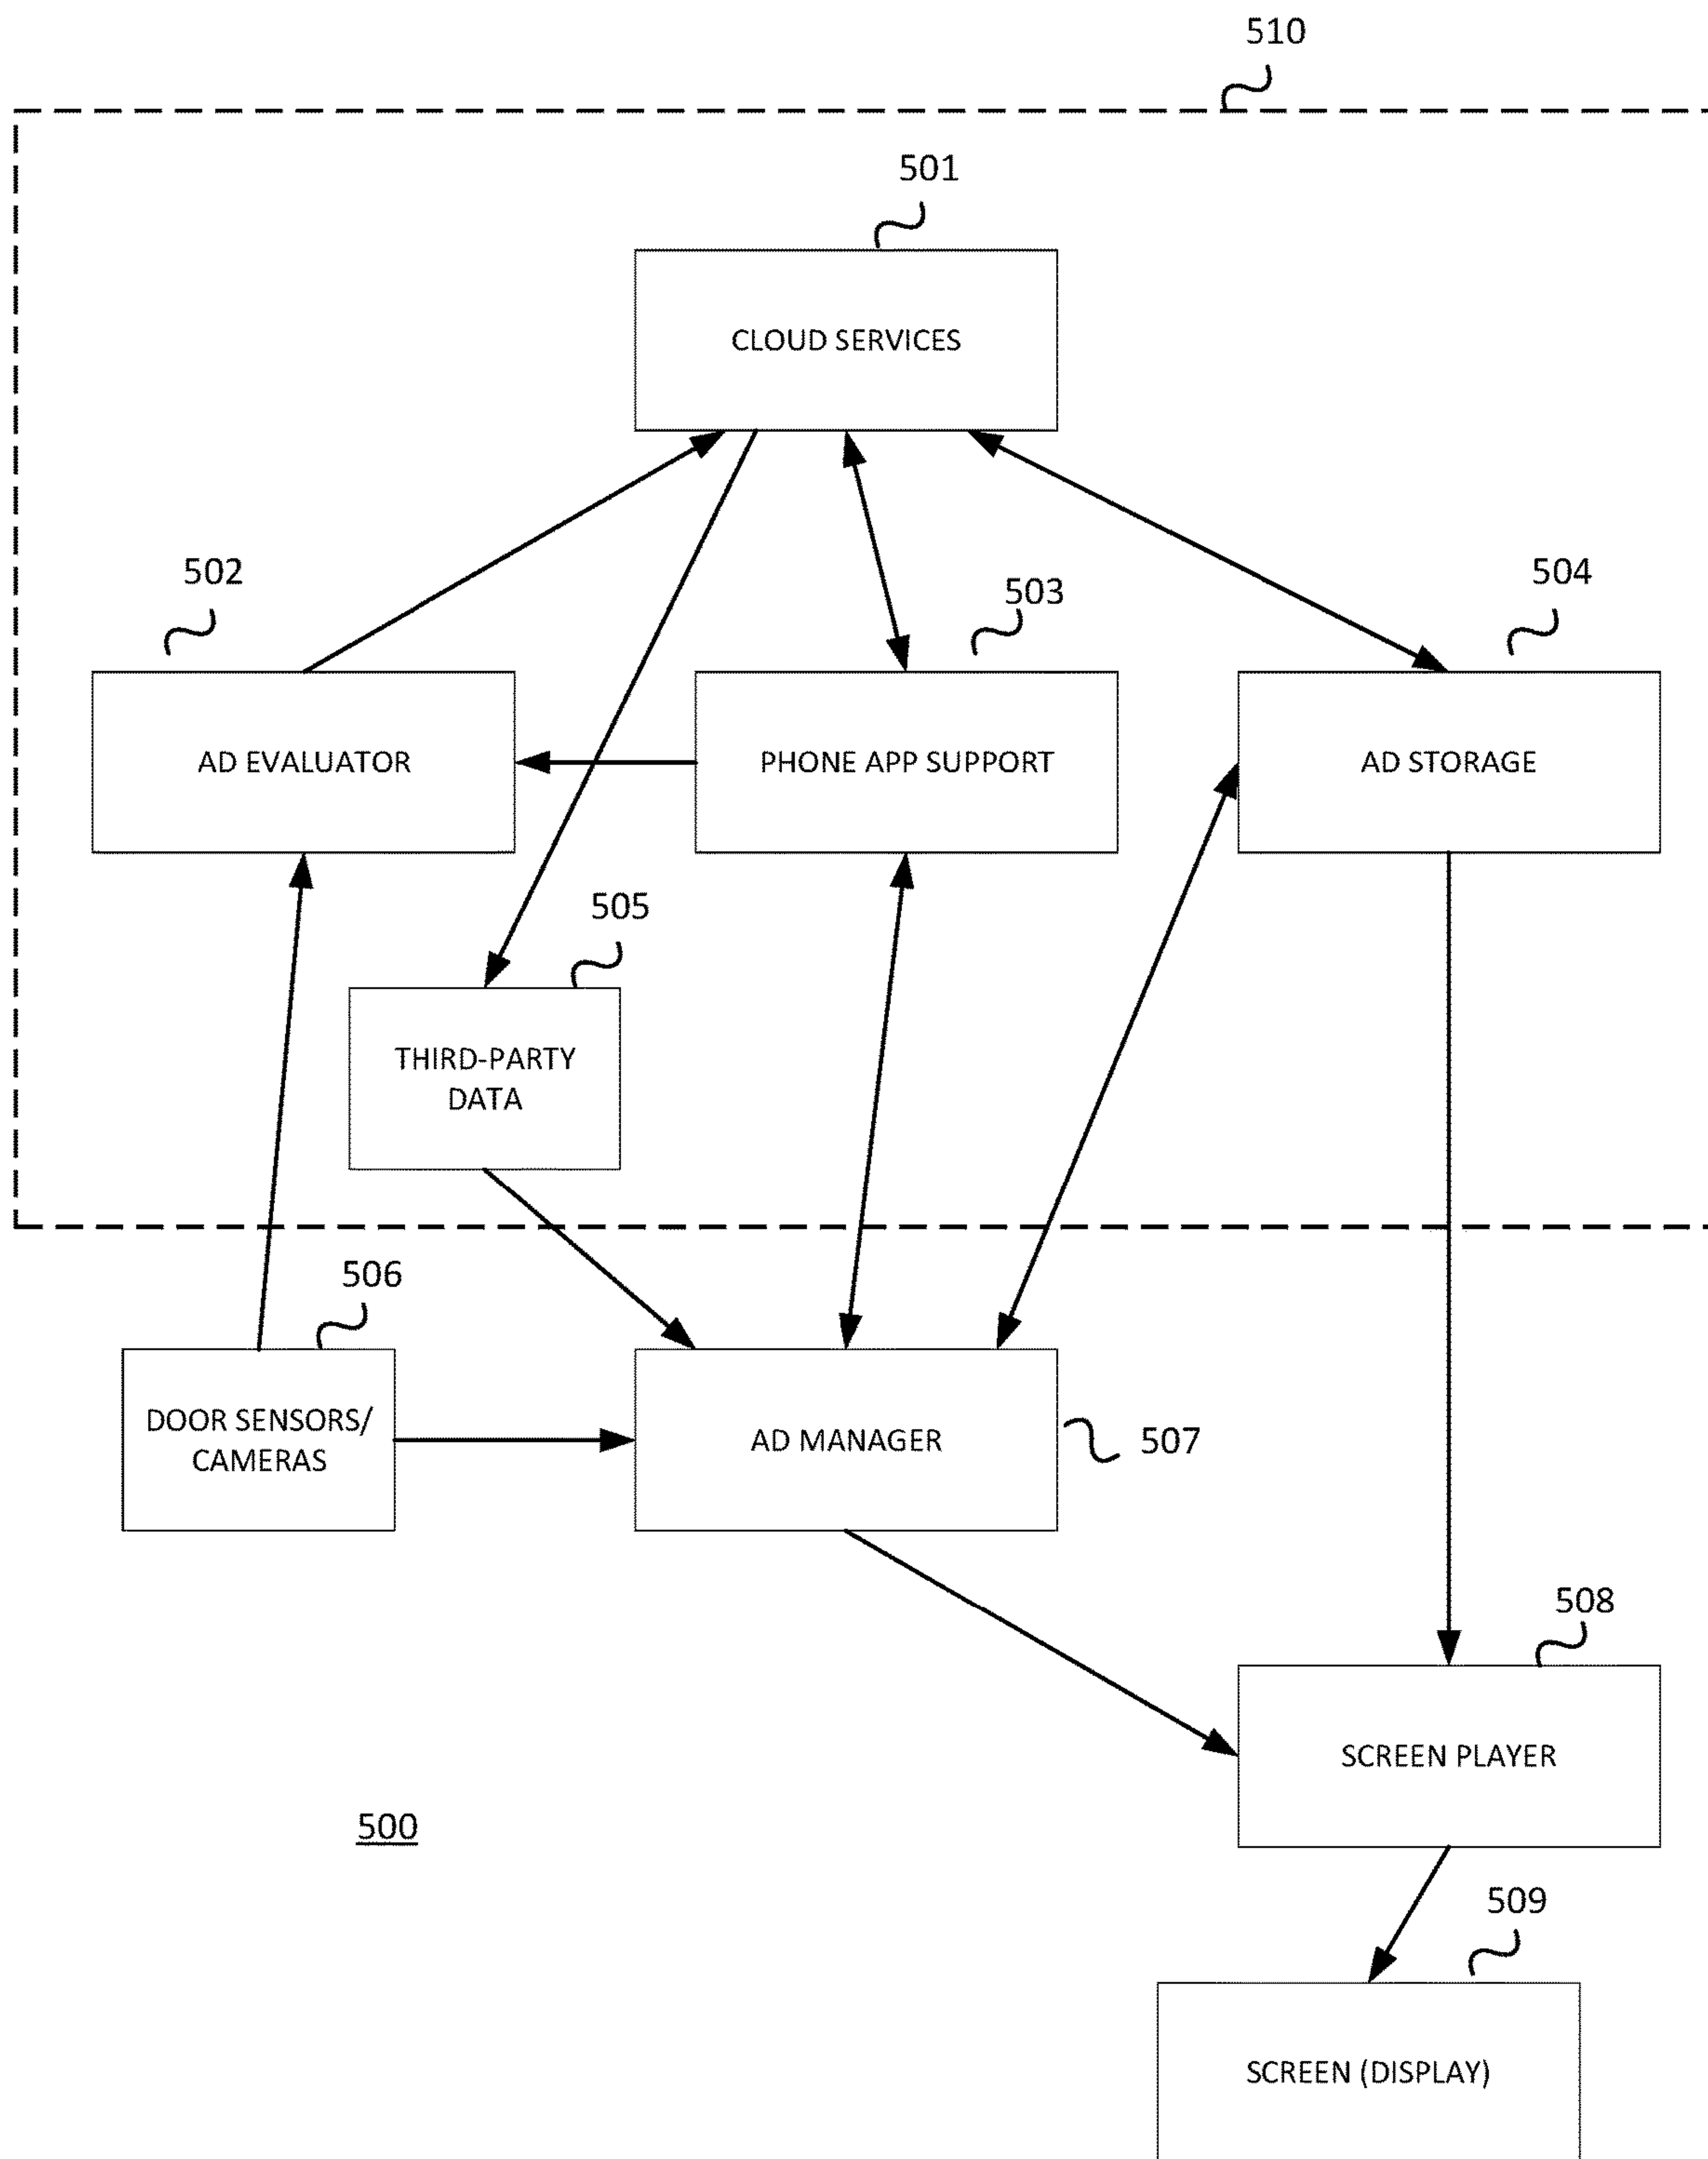 510
501
CLOUD SERVICES
502
503
504
AD EVALUATOR
PHONE APP SUPPORT
AD STORAGE
505
THIRD-PARTY
DATA
506
DOOR SENSORS/
CAMERAS
AD MANAGER
507
508
SCREEN PLAYER
500
509
SCREEN (DISPLAY)